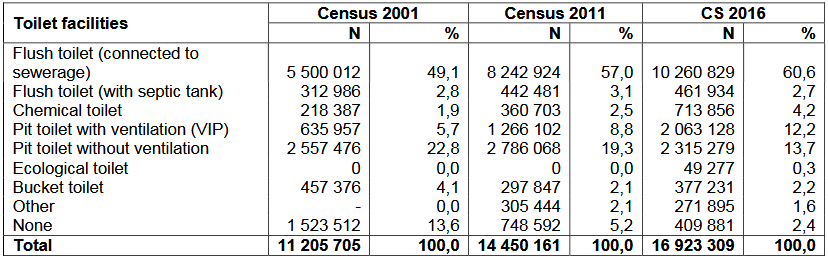 Toilet facilities Census 2001 Census 2011 CS 2016
N % N % N %
Flush toilet (connected to
sewerage) 5 500 012 49,1 8 242 924 57,0 10 260 829 60,6
Flush toilet (with septic tank) 312 986 2,8 442 481 3,1 461 934 2,7
Chemical toilet 218 387 1,9 360 703 2,5 713 856 4,2
Pit toilet with ventilation (VIP) 635 957 5,7 1 266 102 8,8 2 063 128 12,2
Pit toilet without ventilation 2 557 476 22,8 2 786 068 19,3 2 315 279 13,7
Ecological toilet 0 0,0 0 0,0 49 277 0,3
Bucket toilet 457 376 4,1 297 847 2,1 377 231 2,2
Other - 0,0 305 444 2,1 271 895 1,6
None 1 523 512 13,6 748 592 5,2 409 881 2,4
Total 11 205 705 100,0 14 450 161 100,0 16 923 309 100,0